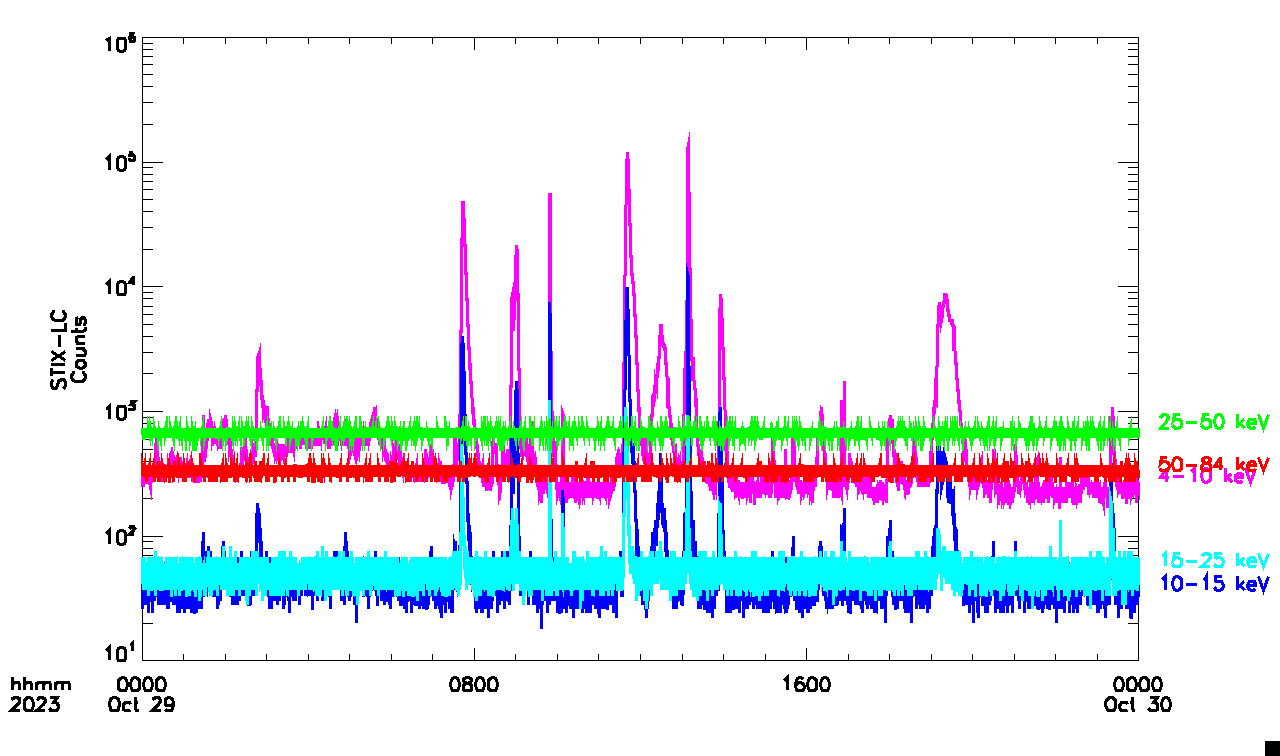 10⁶
10⁵
10⁴
10³
10²
10¹
STIX-LC
Counts
25-50 keV
50-84 keV
4-10 keV
15-25 keV
10-15 keV
hhmm 0000 0800 1600 0000
2023 Oct 29 Oct 30